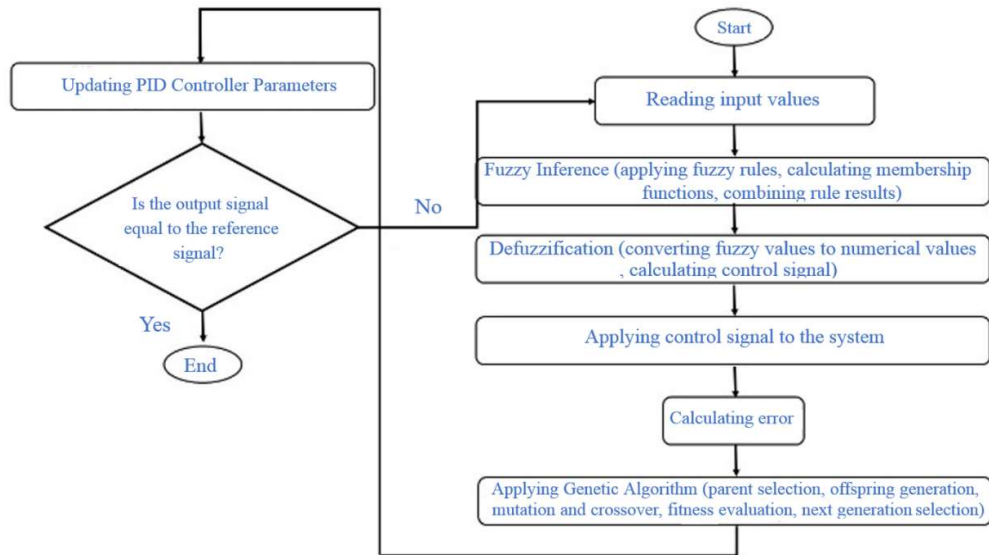 Start
Reading input values
Fuzzy Inference (applying fuzzy rules, calculating membership
functions, combining rule results)
Defuzzification (converting fuzzy values to numerical values
, calculating control signal)
Applying control signal to the system
Calculating error
Applying Genetic Algorithm (parent selection, offspring generation,
mutation and crossover, fitness evaluation, next generation selection)
Updating PID Controller Parameters
Is the output signal
equal to the reference
signal?
No
Yes
End